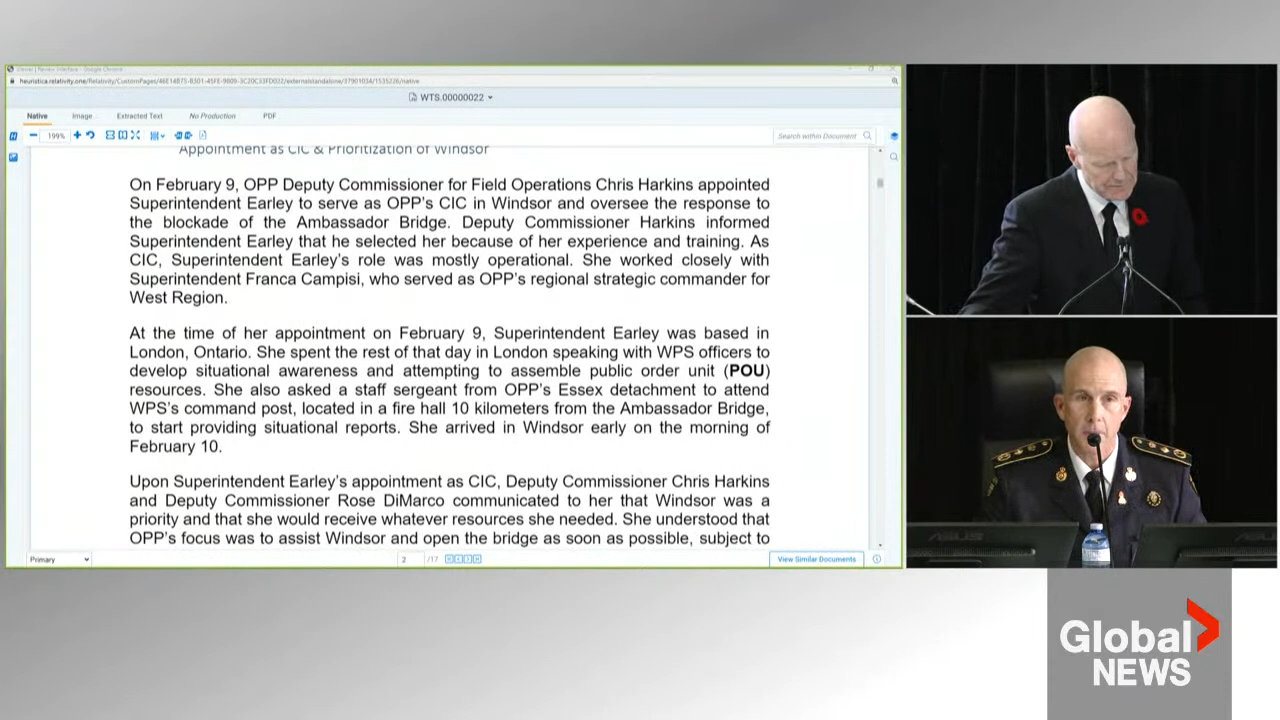 Viewer | Review Interface - Google Chrome
WTS.00000022
Native Image Extracted Text No Production PDF
199% Search within Document
Appointment as CIC & Prioritization of Windsor
On February 9, OPP Deputy Commissioner for Field Operations Chris Harkins appointed
Superintendent Earley to serve as OPP's CIC in Windsor and oversee the response to
the blockade of the Ambassador Bridge. Deputy Commissioner Harkins informed
Superintendent Earley that he selected her because of her experience and training. As
CIC, Superintendent Earley's role was mostly operational. She worked closely with
Superintendent Franca Campisi, who served as OPP's regional strategic commander for
West Region.
At the time of her appointment on February 9, Superintendent Earley was based in
London, Ontario. She spent the rest of that day in London speaking with WPS officers to
develop situational awareness and attempting to assemble public order unit (POU)
resources. She also asked a staff sergeant from OPP's Essex detachment to attend
WPS's command post, located in a fire hall 10 kilometers from the Ambassador Bridge,
to start providing situational reports. She arrived in Windsor early on the morning of
February 10.
Upon Superintendent Earley's appointment as CIC, Deputy Commissioner Chris Harkins
and Deputy Commissioner Rose DiMarco communicated to her that Windsor was a
priority and that she would receive whatever resources she needed. She understood that
OPP's focus was to assist Windsor and open the bridge as soon as possible, subject to
Primary 2 /17 View Similar Documents
ASUS
Global
NEWS